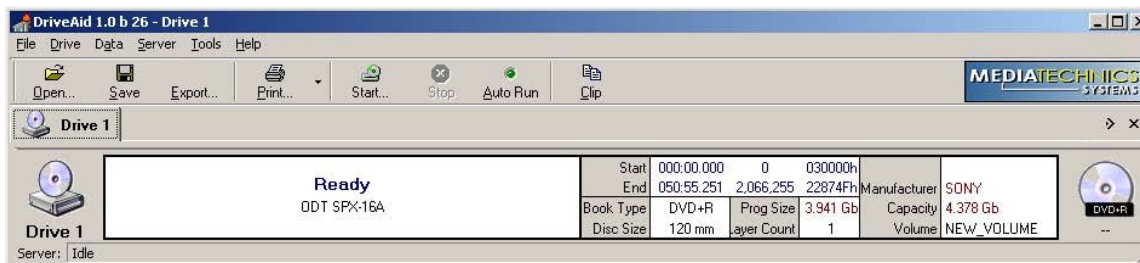 DriveAid 1.0 b 26 - Drive 1
File Drive Data Server Tools Help
Open... Save Export... Print... Start... Stop Auto Run Clip
MEDIATECHNICS
SYSTEMS
Drive 1
Ready
ODT SPX-16A
Drive 1
Start 000:00.000 0 030000h
End 050:55.251 2,066,255 22874Fh Manufacturer SONY
Book Type DVD+R Prog Size 3.941 Gb Capacity 4.378 Gb
Disc Size 120 mm Layer Count 1 Volume NEW_VOLUME
DVD+R
--
Server: Idle